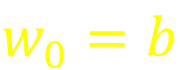 w₀ = b